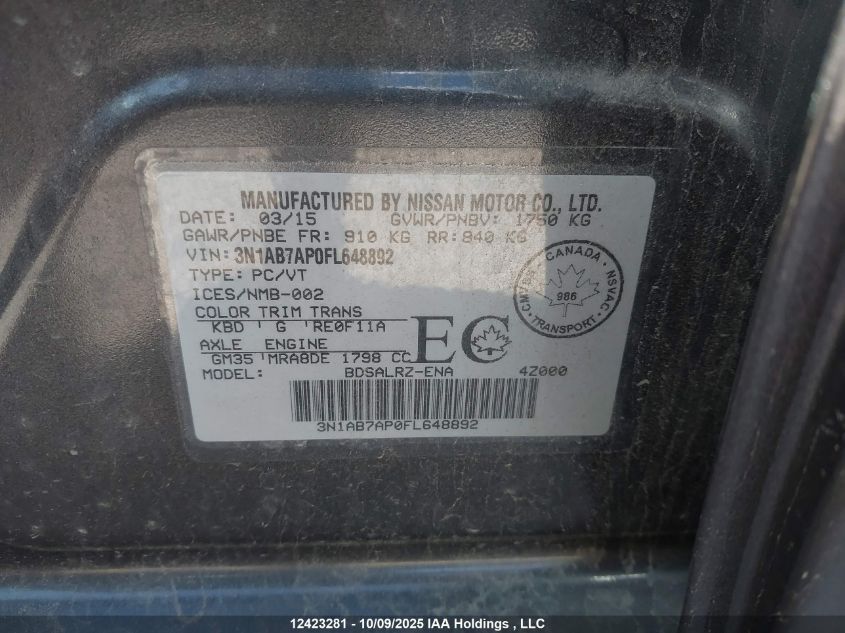 MANUFACTURED BY NISSAN MOTOR CO., LTD.
DATE: 03/15 GVWR/PNBV: 1750 KG
GAWR/PNBE FR: 910 KG RR: 840 KG
VIN: 3N1AB7AP0FL648892
TYPE: PC/VT
ICES/NMB-002
COLOR TRIM TRANS
KBD ' G 'RE0F11A
AXLE ENGINE
GM35 'MRA8DE 1798 CC
MODEL: BDSALRZ-ENA 4Z000
EC
CANADA
CMVSS NSVAC
986
TRANSPORT
3N1AB7AP0FL648892
12423281 - 10/09/2025 IAA Holdings , LLC